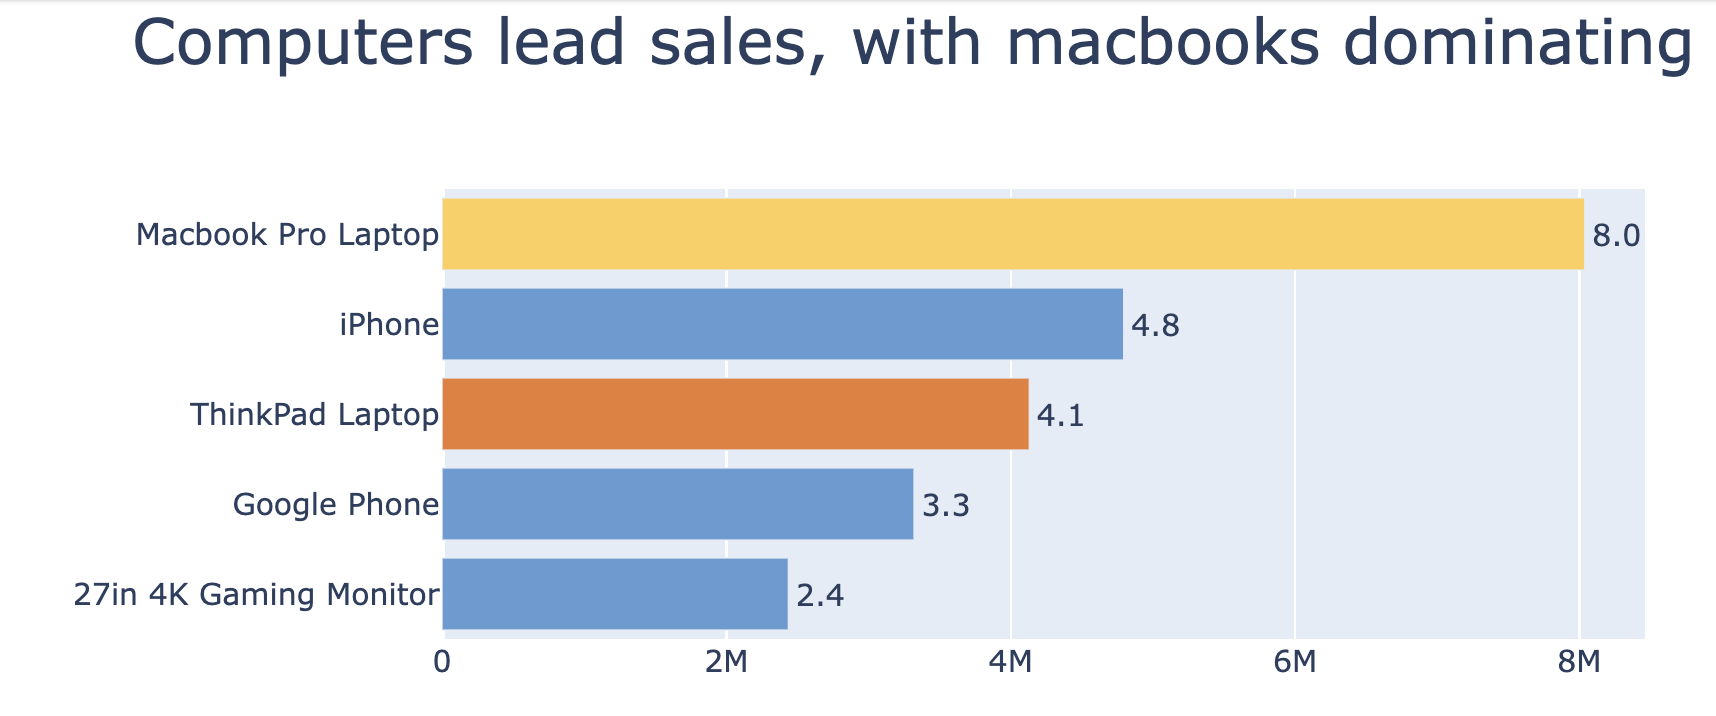 Computers lead sales, with macbooks dominating
Macbook Pro Laptop 8.0
iPhone 4.8
ThinkPad Laptop 4.1
Google Phone 3.3
27in 4K Gaming Monitor 2.4
0 2M 4M 6M 8M